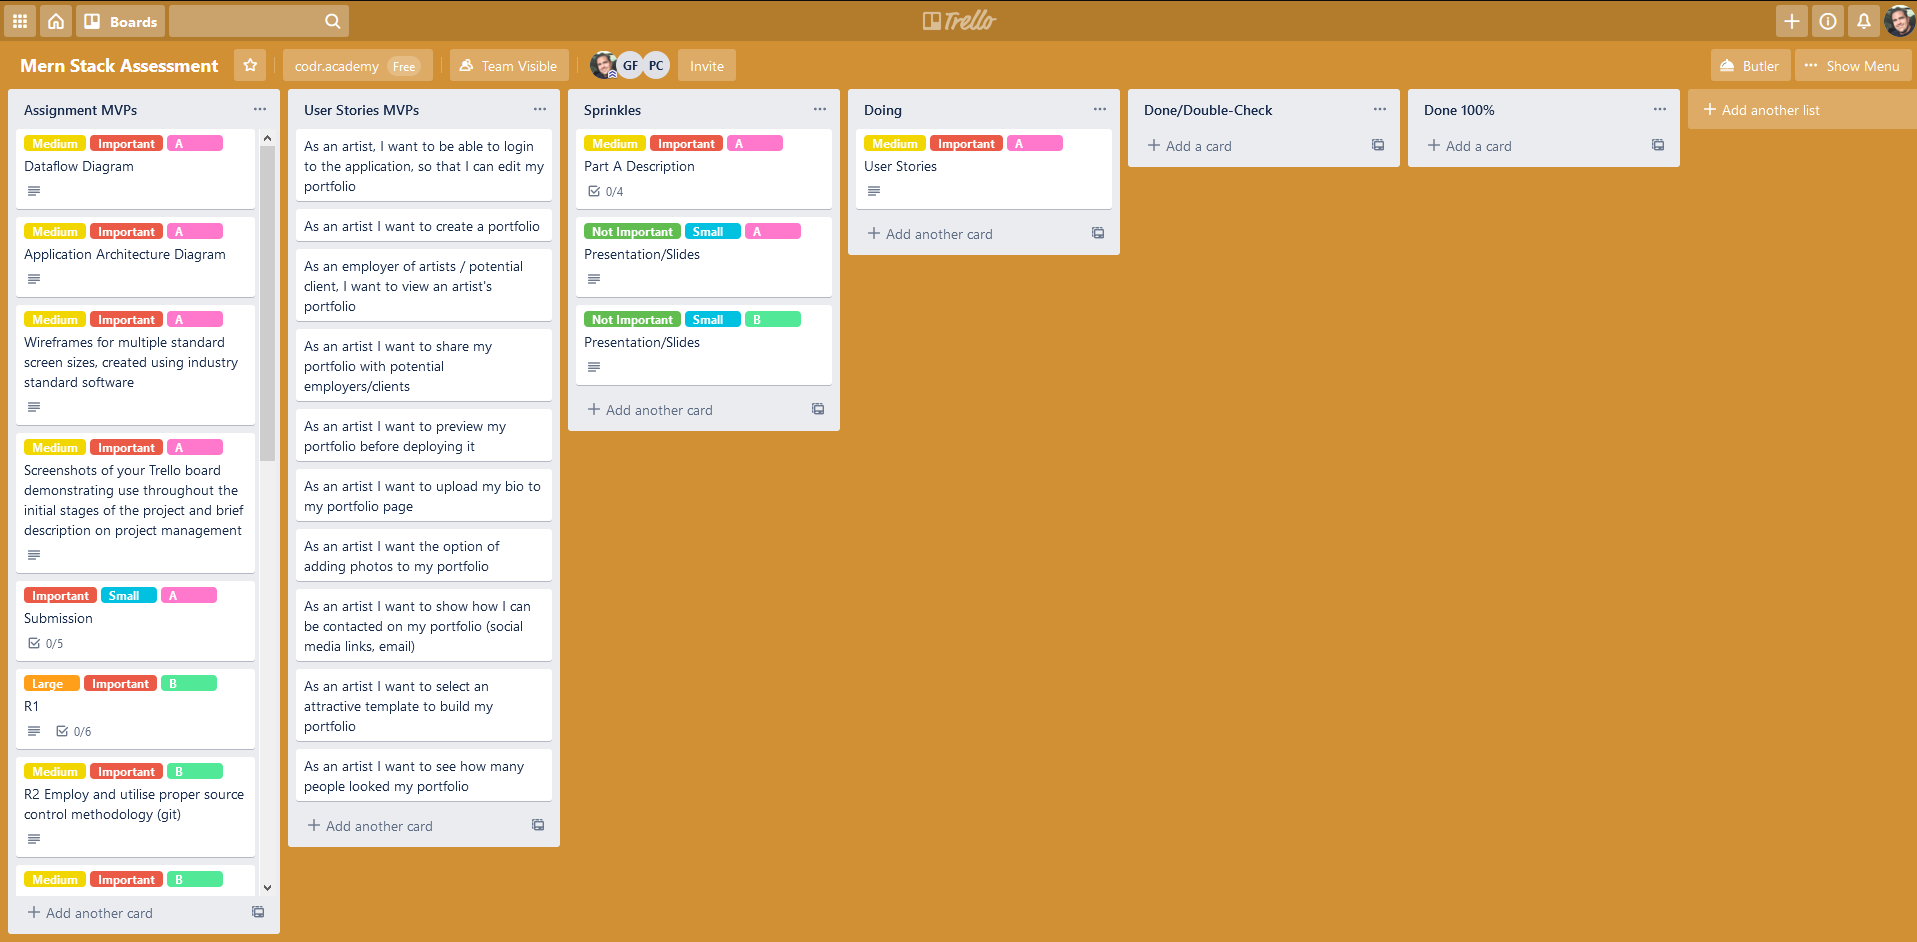 Boards
Trello
Mern Stack Assessment
codr.academy Free
Team Visible
GF PC
Invite
Butler
Show Menu
Assignment MVPs
Medium Important A
Dataflow Diagram
Medium Important A
Application Architecture Diagram
Medium Important A
Wireframes for multiple standard
screen sizes, created using industry
standard software
Medium Important A
Screenshots of your Trello board
demonstrating use throughout the
initial stages of the project and brief
description on project management
Important Small A
Submission
0/5
Large Important B
R1
0/6
Medium Important B
R2 Employ and utilise proper source
control methodology (git)
Medium Important B
Add another card
User Stories MVPs
As an artist, I want to be able to login
to the application, so that I can edit my
portfolio
As an artist I want to create a portfolio
As an employer of artists / potential
client, I want to view an artist's
portfolio
As an artist I want to share my
portfolio with potential
employers/clients
As an artist I want to preview my
portfolio before deploying it
As an artist I want to upload my bio to
my portfolio page
As an artist I want the option of
adding photos to my portfolio
As an artist I want to show how I can
be contacted on my portfolio (social
media links, email)
As an artist I want to select an
attractive template to build my
portfolio
As an artist I want to see how many
people looked my portfolio
Add another card
Sprinkles
Medium Important A
Part A Description
0/4
Not Important Small A
Presentation/Slides
Not Important Small B
Presentation/Slides
Add another card
Doing
Medium Important A
User Stories
Add another card
Done/Double-Check
Add a card
Done 100%
Add a card
Add another list